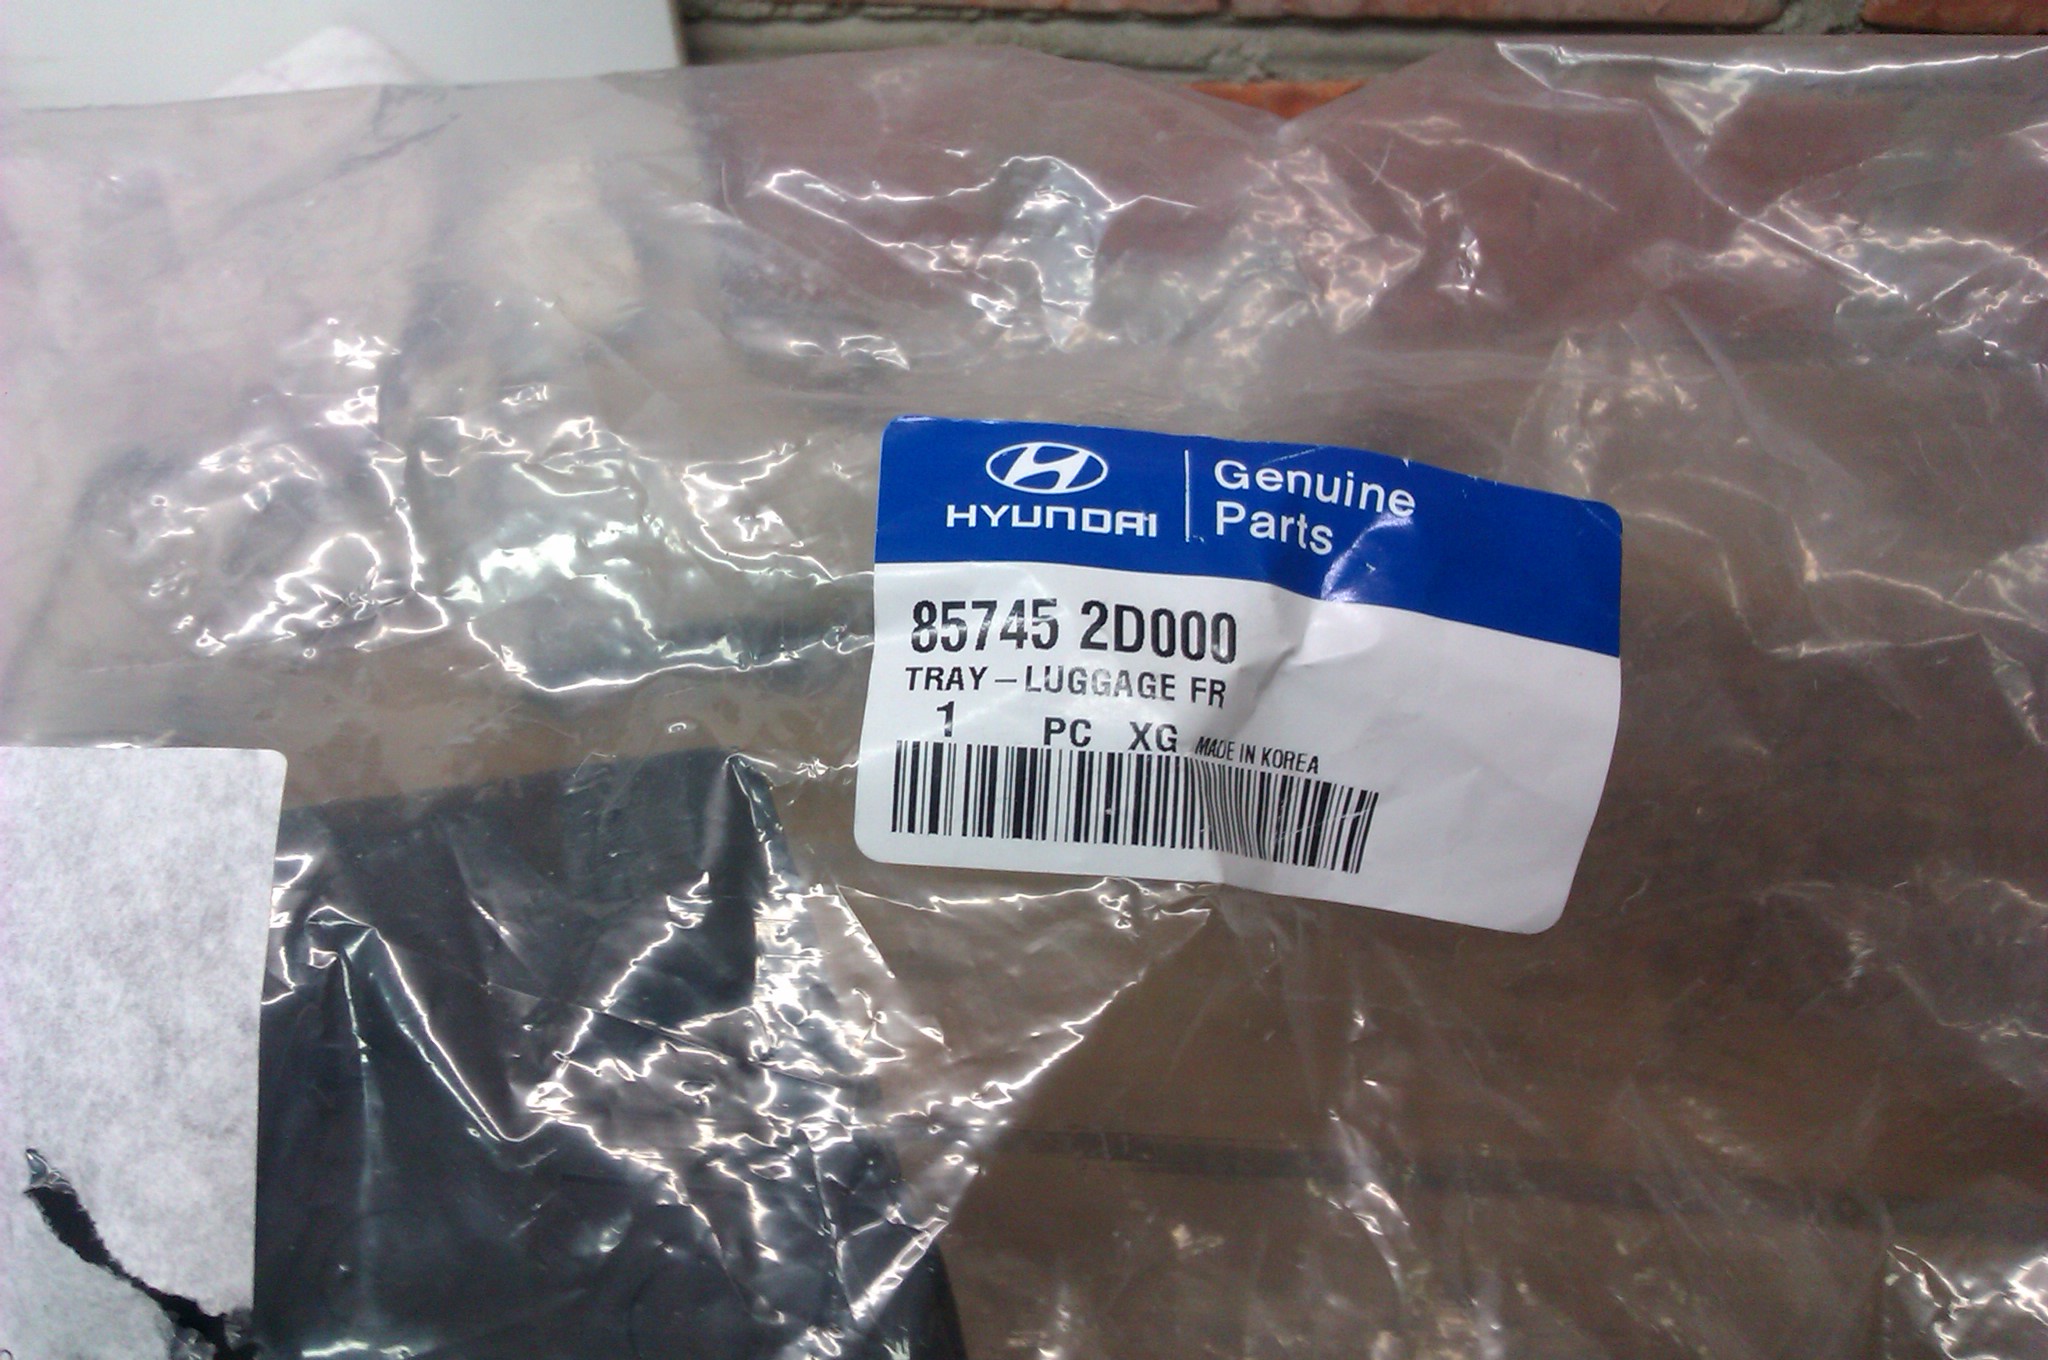 HYUNDAI
Genuine
Parts
85745 2D000
TRAY-LUGGAGE FR
1 PC XG MADE IN KOREA